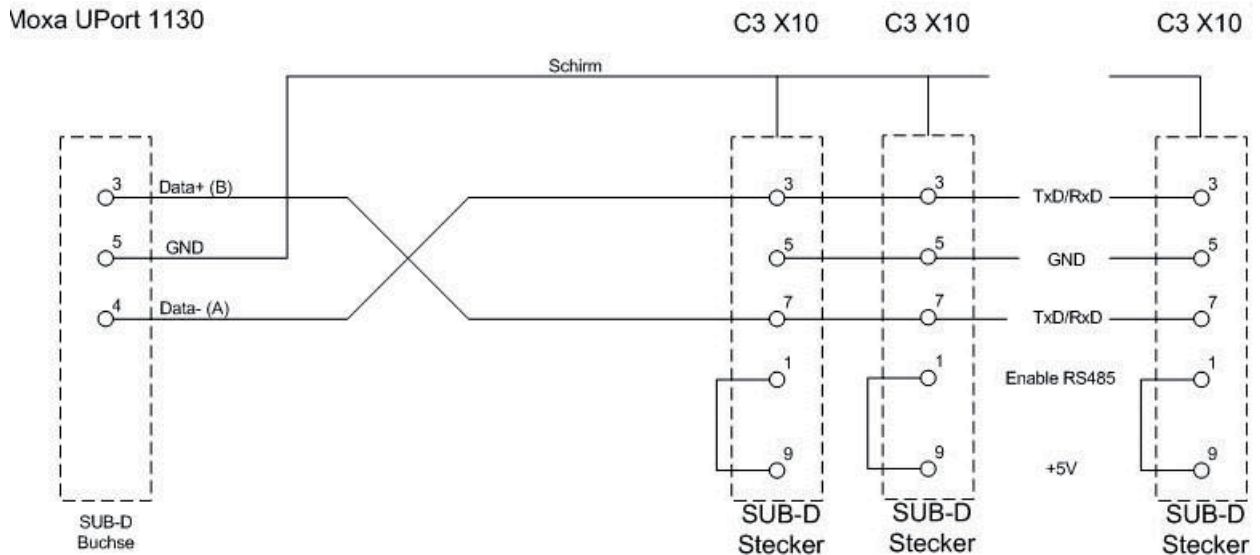 Moxa UPort 1130
C3 X10
C3 X10
C3 X10
Schirm
3
Data+ (B)
3
3
TxD/RxD
3
5
GND
5
5
GND
5
4
Data- (A)
7
7
TxD/RxD
7
1
1
Enable RS485
1
9
9
+5V
9
SUB-D
Buchse
SUB-D
Stecker
SUB-D
Stecker
SUB-D
Stecker